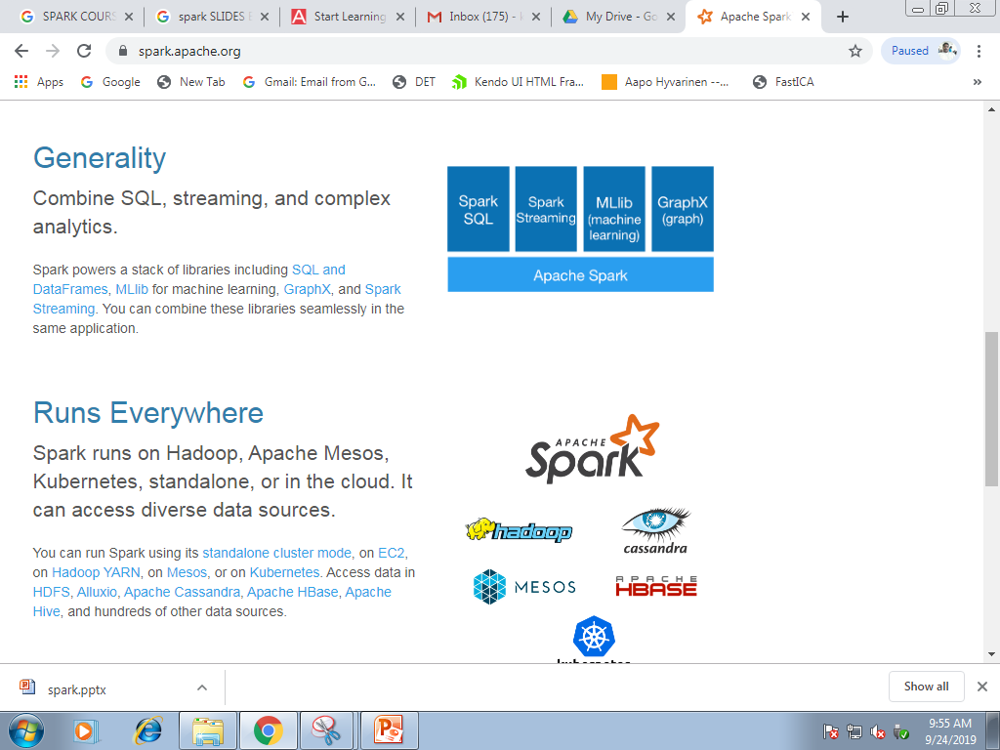 SPARK COURS
spark SLIDES
Start Learning
Inbox (175) -
My Drive - Go
Apache Spark
spark.apache.org
Paused
Apps
Google
New Tab
Gmail: Email from G...
DET
Kendo UI HTML Fra...
Aapo Hyvarinen --...
FastICA
»
Generality
Combine SQL, streaming, and complex
analytics.
Spark powers a stack of libraries including SQL and
DataFrames, MLlib for machine learning, GraphX, and Spark
Streaming. You can combine these libraries seamlessly in the
same application.
Spark
SQL
Spark
Streaming
MLlib
(machine
learning)
GraphX
(graph)
Apache Spark
Runs Everywhere
Spark runs on Hadoop, Apache Mesos,
Kubernetes, standalone, or in the cloud. It
can access diverse data sources.
You can run Spark using its standalone cluster mode, on EC2,
on Hadoop YARN, on Mesos, or on Kubernetes. Access data in
HDFS, Alluxio, Apache Cassandra, Apache HBase, Apache
Hive, and hundreds of other data sources.
APACHE
Spark
hadoop
cassandra
MESOS
APACHE
HBASE
kubernetes
spark.pptx
Show all
9:55 AM
9/24/2019